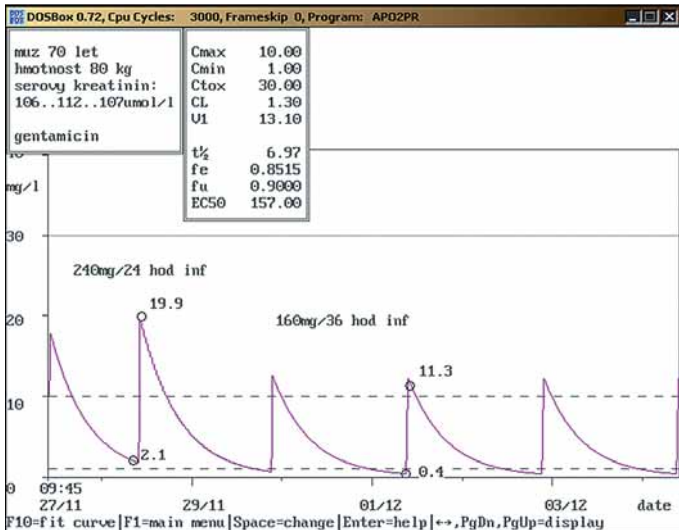 DOSBox 0.72, Cpu Cycles: 3000, Frameskip 0, Program: APO2PR
muz 70 let
hmotnost 80 kg
serovy kreatinin:
106..112..107umol/l
gentamicin
Cmax 10.00
Cmin 1.00
Ctox 30.00
CL 1.30
V1 13.10
t½ 6.97
fe 0.8515
fu 0.9000
EC50 157.00
mg/l
30
240mg/24 hod inf
19.9
20
160mg/36 hod inf
11.3
10
2.1
0.4
0
09:45
27/11 29/11 01/12 03/12 date
F10=fit curve|F1=main menu|Space=change|Enter=help|↔,PgDn,PgUp=display